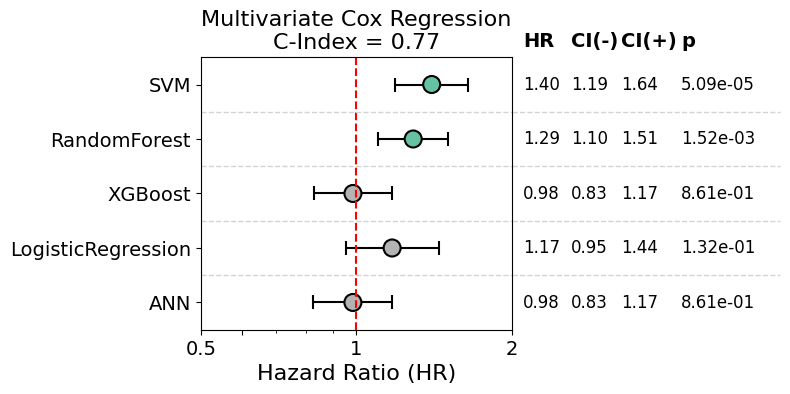 Multivariate Cox Regression
C-Index = 0.77
HR CI(-) CI(+) p
SVM 1.40 1.19 1.64 5.09e-05
RandomForest 1.29 1.10 1.51 1.52e-03
XGBoost 0.98 0.83 1.17 8.61e-01
LogisticRegression 1.17 0.95 1.44 1.32e-01
ANN 0.98 0.83 1.17 8.61e-01
0.5 1 2
Hazard Ratio (HR)